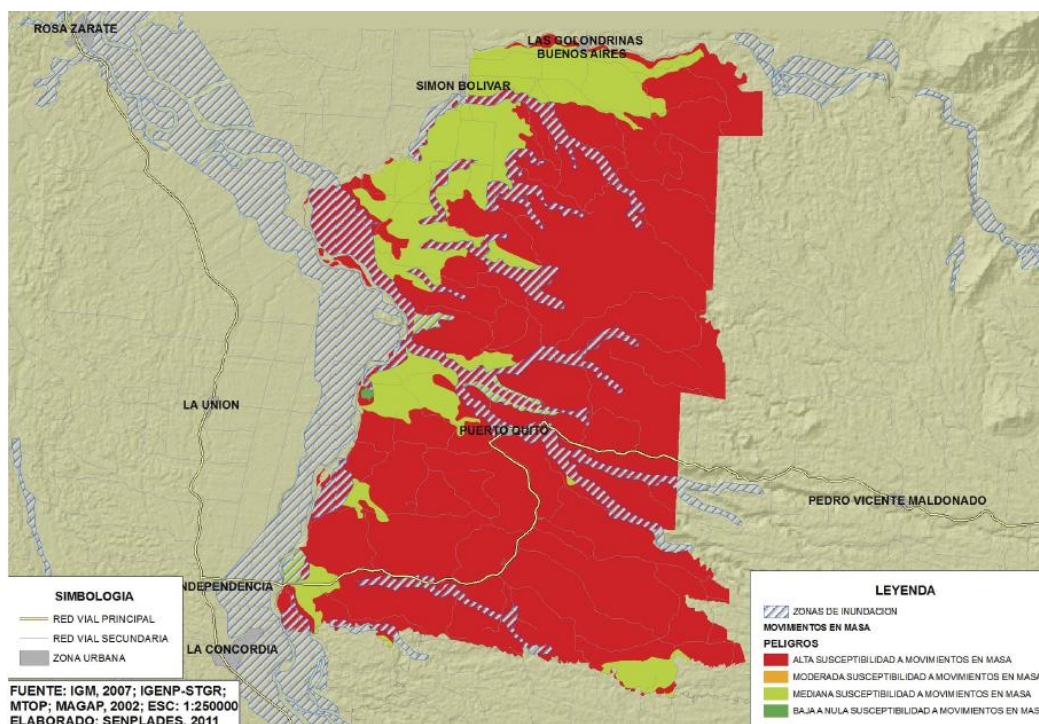 ROSA ZARATE
LAS GOLONDRINAS
BUENOS AIRES
SIMON BOLIVAR
LA UNION
PUERTO QUITO
PEDRO VICENTE MALDONADO
NDEPENDENCIA
LA CONCORDIA
SIMBOLOGIA
RED VIAL PRINCIPAL
RED VIAL SECUNDARIA
ZONA URBANA
FUENTE: IGM, 2007; IGENP-STGR;
MTOP; MAGAP, 2002; ESC: 1:250000
ELABORADO: SENPLADES, 2011
LEYENDA
ZONAS DE INUNDACION
MOVIMIENTOS EN MASA
PELIGROS
ALTA SUSCEPTIBILIDAD A MOVIMIENTOS EN MASA
MODERADA SUSCEPTIBILIDAD A MOVIMIENTOS EN MASA
MEDIANA SUSCEPTIBILIDAD A MOVIMIENTOS EN MASA
BAJA A NULA SUSCEPTIBILIDAD A MOVIMIENTOS EN MAS